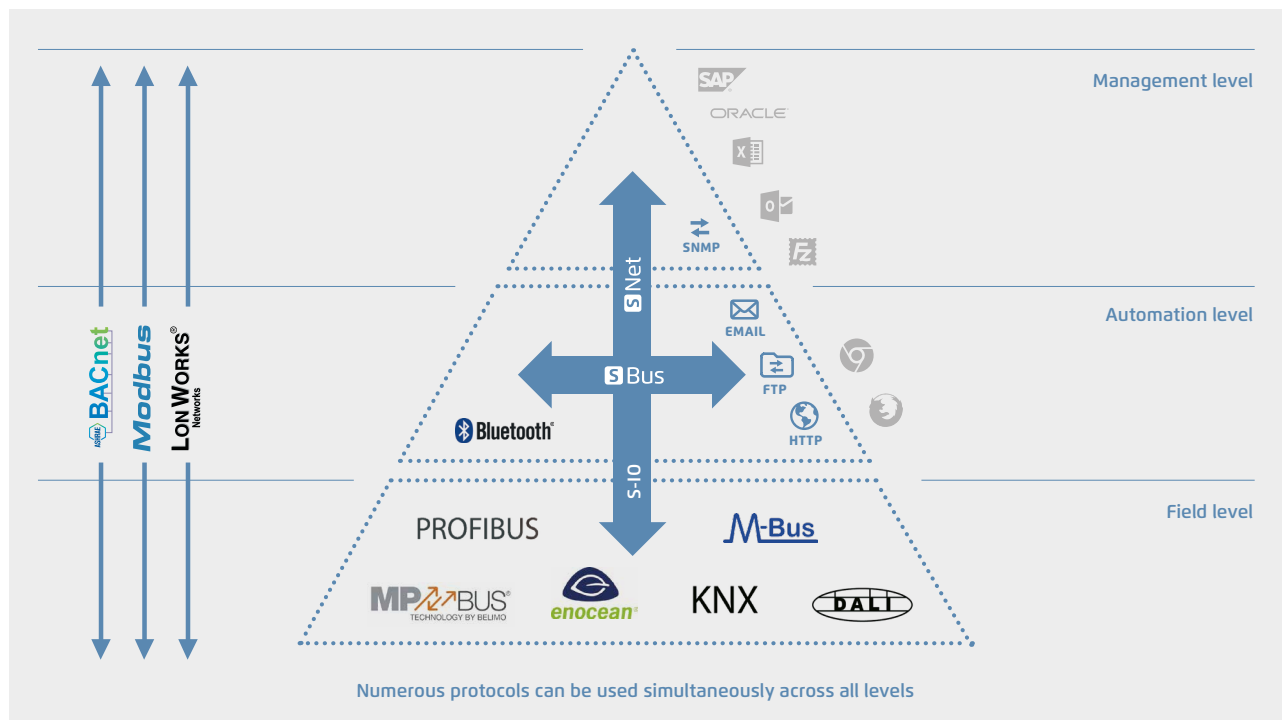 Management level
SAP
®
ORACLE
X
O
SNMP
Fz
S Net
Automation level
EMAIL
ASHRAE BACnet
Modbus
LONWORKS®
Networks
S Bus
FTP
Bluetooth®
HTTP
S-IO
Field level
PROFIBUS
M-Bus
MP BUS®
TECHNOLOGY BY BELIMO
enocean®
KNX
DALI
Numerous protocols can be used simultaneously across all levels